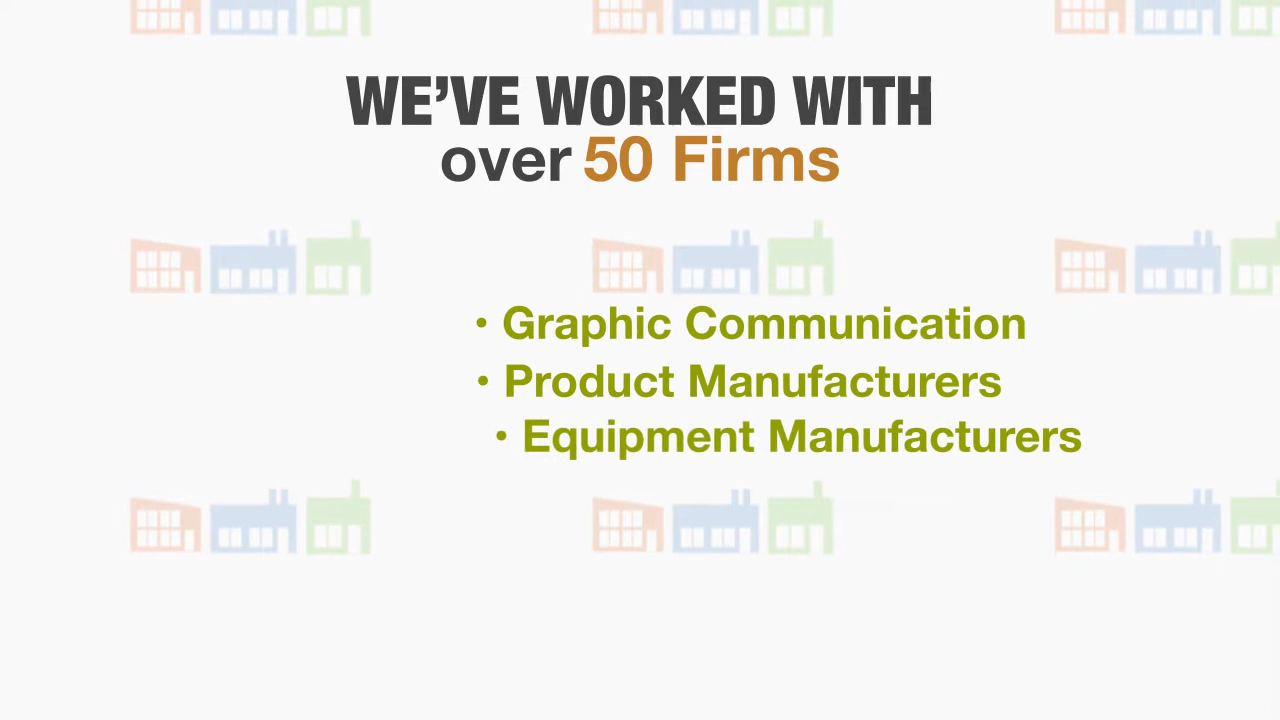 WE’VE WORKED WITH
over 50 Firms
• Graphic Communication
• Product Manufacturers
• Equipment Manufacturers